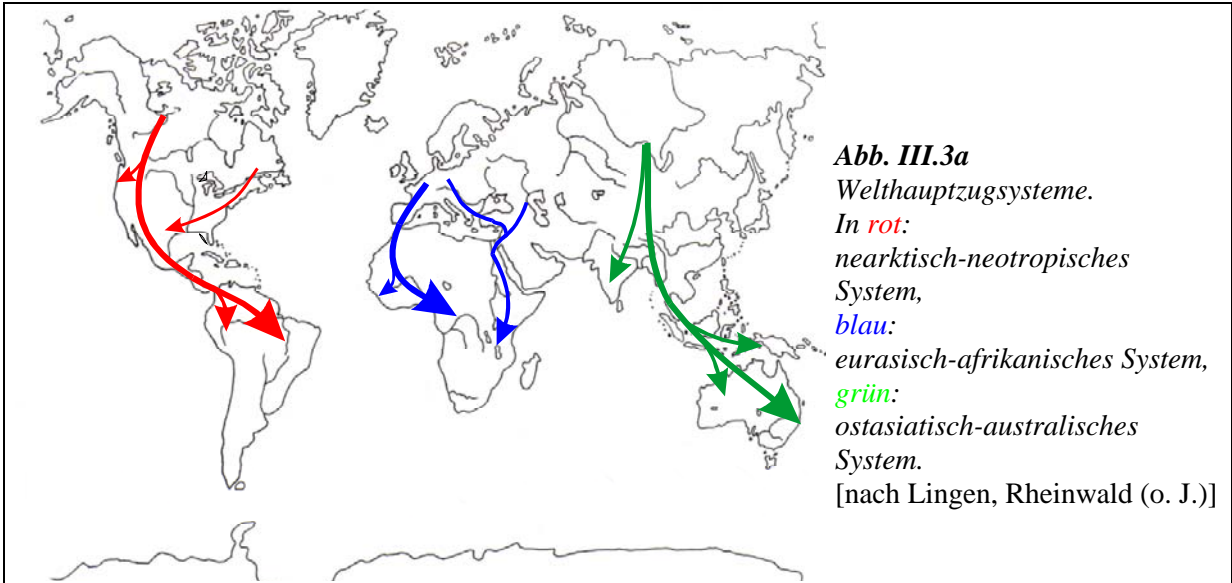 Abb. III.3a
Welthauptzugsysteme.
In rot:
nearktisch-neotropisches
System,
blau:
eurasisch-afrikanisches System,
grün:
ostasiatisch-australisches
System.
[nach Lingen, Rheinwald (o. J.)]